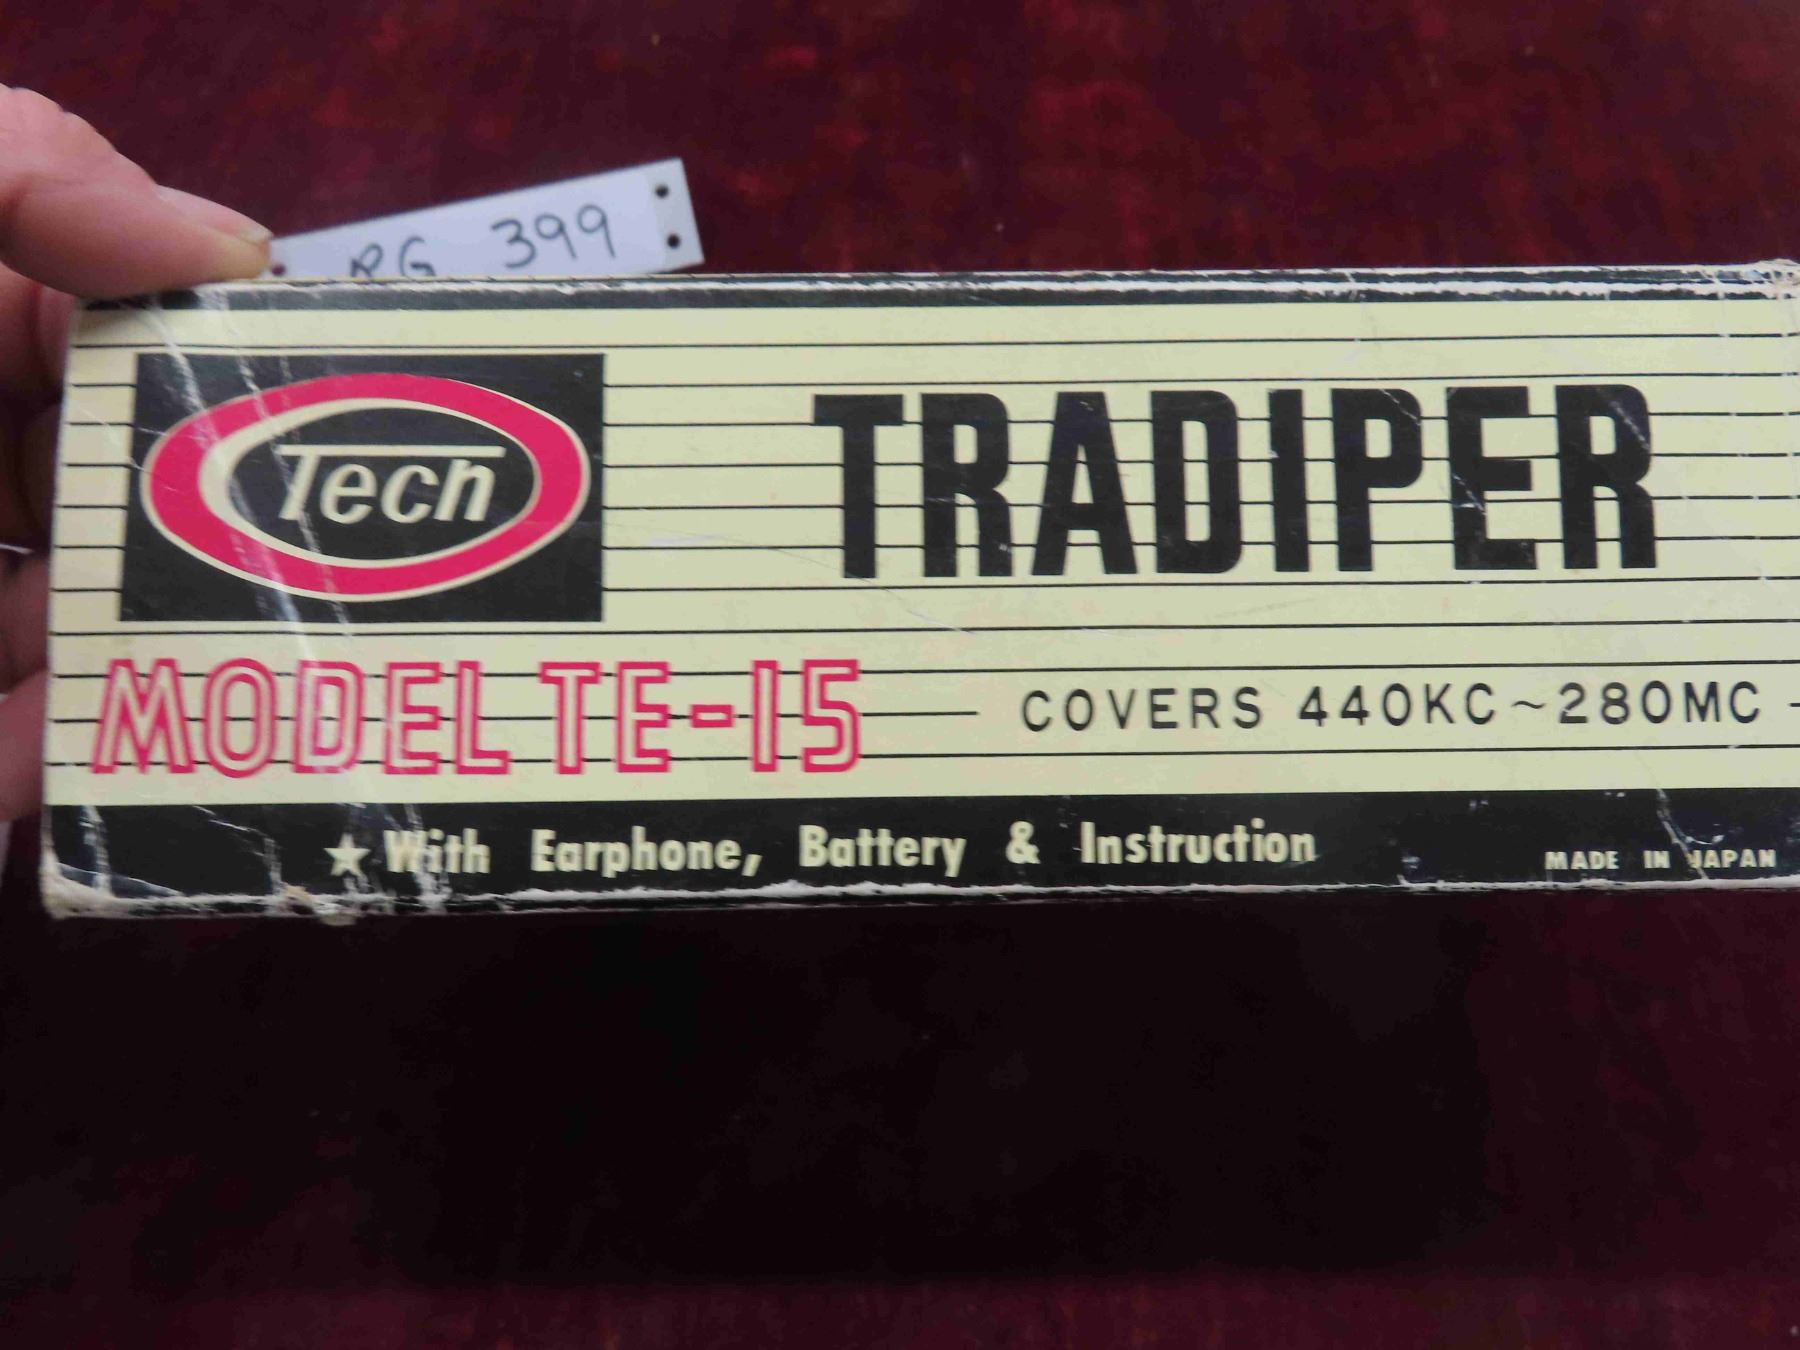 RG 399
Tech
TRADIPER
MODEL TE-15
COVERS 440KC~280MC
★ With Earphone, Battery & Instruction
MADE IN JAPAN